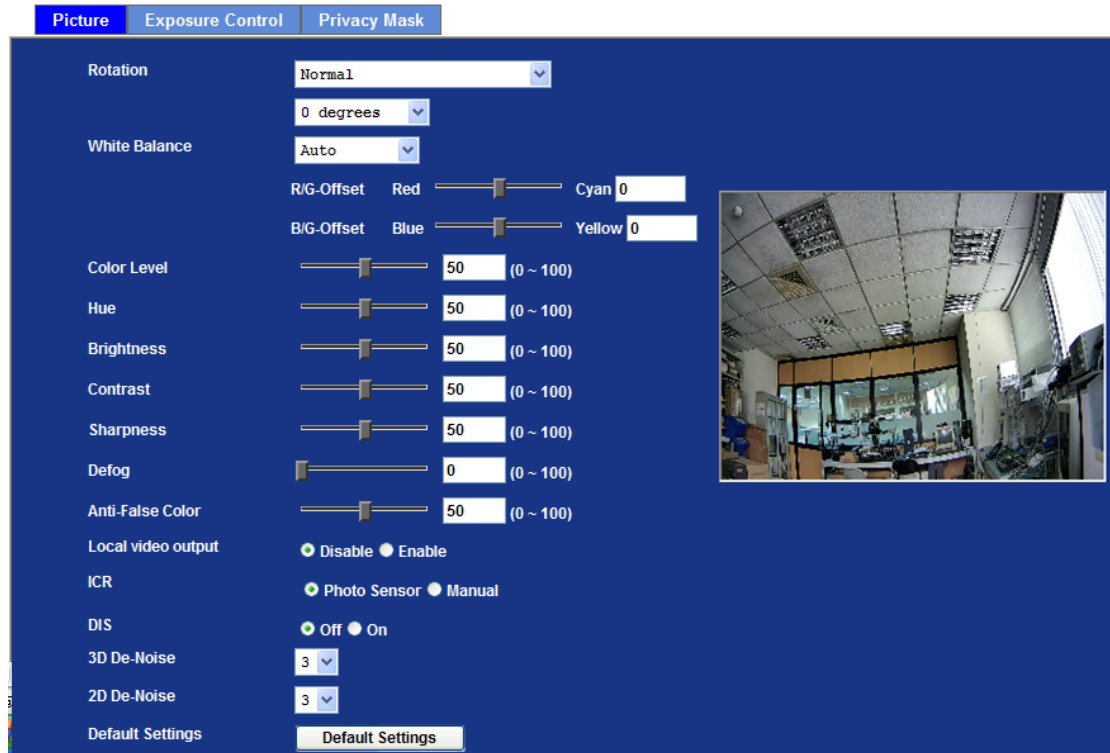 Picture Exposure Control Privacy Mask
Rotation Normal
0 degrees
White Balance Auto
R/G-Offset Red Cyan 0
B/G-Offset Blue Yellow 0
Color Level 50 (0 ~ 100)
Hue 50 (0 ~ 100)
Brightness 50 (0 ~ 100)
Contrast 50 (0 ~ 100)
Sharpness 50 (0 ~ 100)
Defog 0 (0 ~ 100)
Anti-False Color 50 (0 ~ 100)
Local video output Disable Enable
ICR Photo Sensor Manual
DIS Off On
3D De-Noise 3
2D De-Noise 3
Default Settings Default Settings